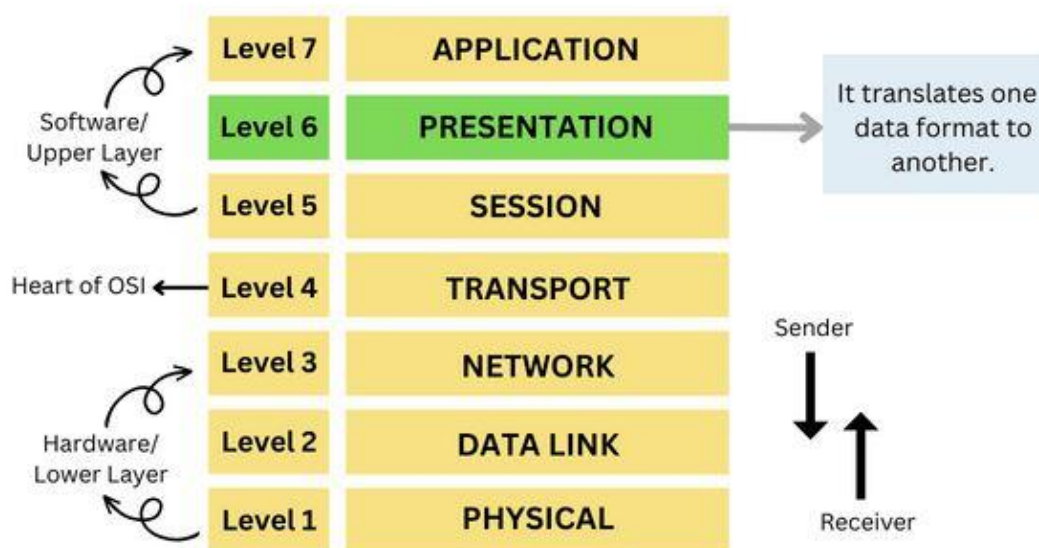 Level 7 APPLICATION
Software/
Upper Layer
Level 6 PRESENTATION
It translates one
data format to
another.
Level 5 SESSION
Heart of OSI
Level 4 TRANSPORT
Level 3 NETWORK
Sender
Hardware/
Lower Layer
Level 2 DATA LINK
Level 1 PHYSICAL
Receiver